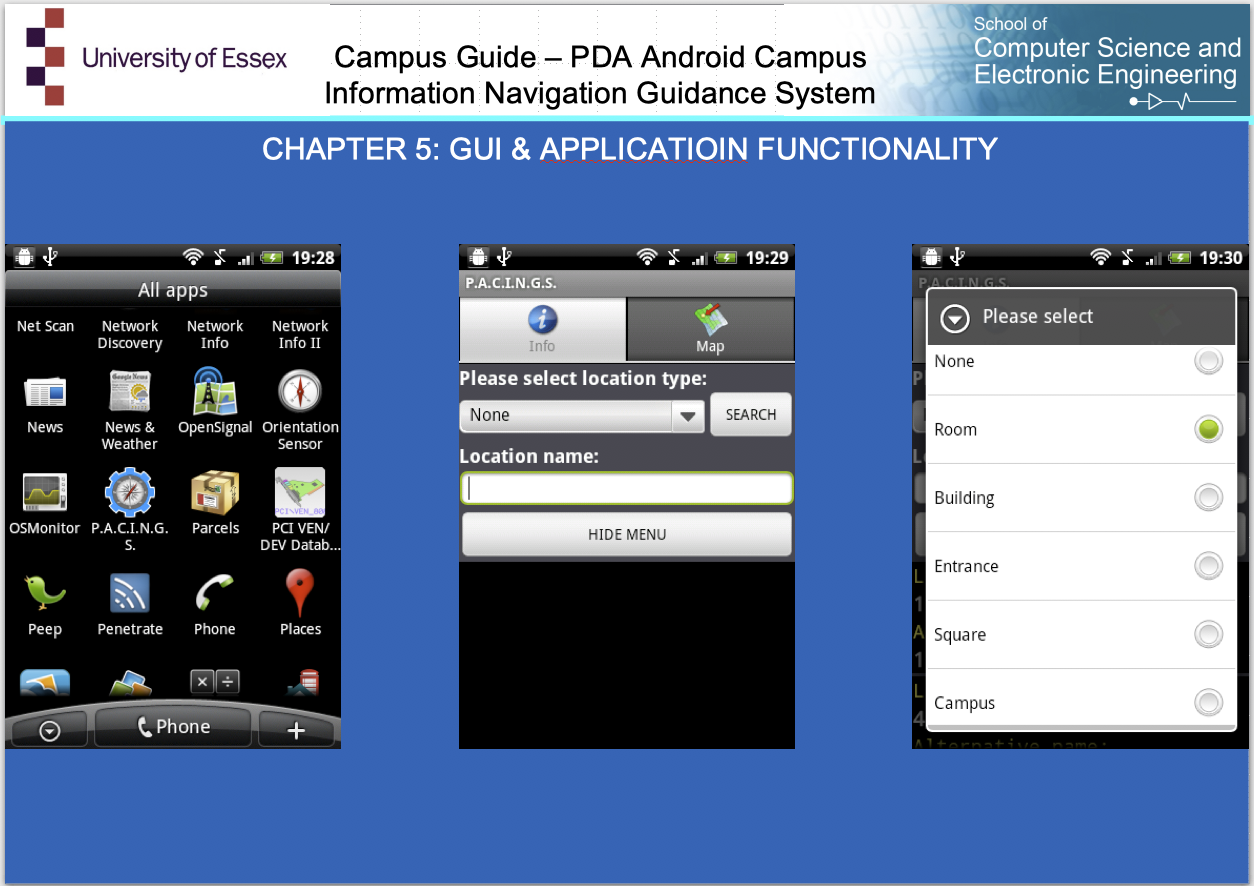 University of Essex
Campus Guide – PDA Android Campus
Information Navigation Guidance System
School of
Computer Science and
Electronic Engineering
CHAPTER 5: GUI & APPLICATIOIN FUNCTIONALITY
19:28
All apps
Net Scan
Network
Discovery
Network
Info
Network
Info II
News
Google News
News &
Weather
OpenSignal
Orientation
Sensor
OSMonitor
P.A.C.I.N.G.
S.
Parcels
PCI\VEN_80
PCI VEN/
DEV Datab...
Peep
Penetrate
Phone
Places
Phone
19:29
P.A.C.I.N.G.S.
Info
Map
Please select location type:
None
SEARCH
Location name:
HIDE MENU
19:30
P.A.C.I.N.G.S.
Please select
None
Room
Building
Entrance
Square
Campus
Alternative name: